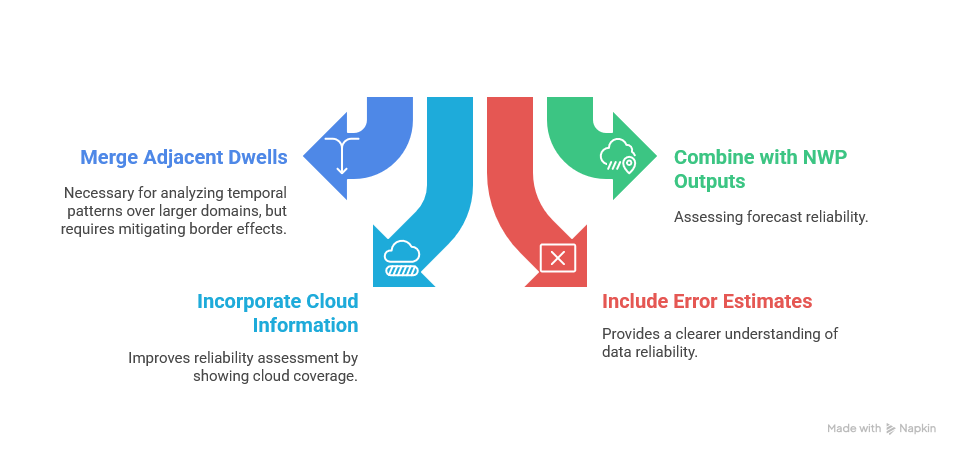 Merge Adjacent Dwells
Necessary for analyzing temporal
patterns over larger domains, but
requires mitigating border effects.
Combine with NWP
Outputs
Assessing forecast reliability.
Incorporate Cloud
Information
Improves reliability assessment by
showing cloud coverage.
Include Error Estimates
Provides a clearer understanding of
data reliability.
Made with Napkin